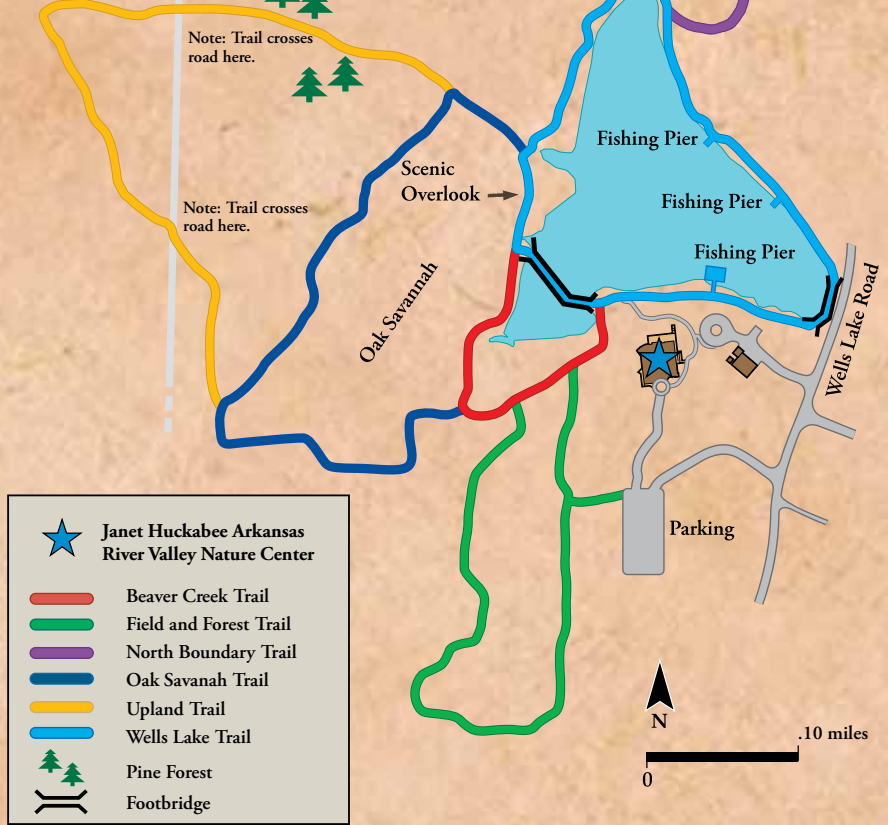 Note: Trail crosses
road here.
Fishing Pier
Scenic
Overlook
Fishing Pier
Note: Trail crosses
road here.
Fishing Pier
Oak Savannah
Wells Lake Road
Parking
Janet Huckabee Arkansas
River Valley Nature Center
Beaver Creek Trail
Field and Forest Trail
North Boundary Trail
Oak Savanah Trail
Upland Trail
Wells Lake Trail
Pine Forest
Footbridge
N
.10 miles
0